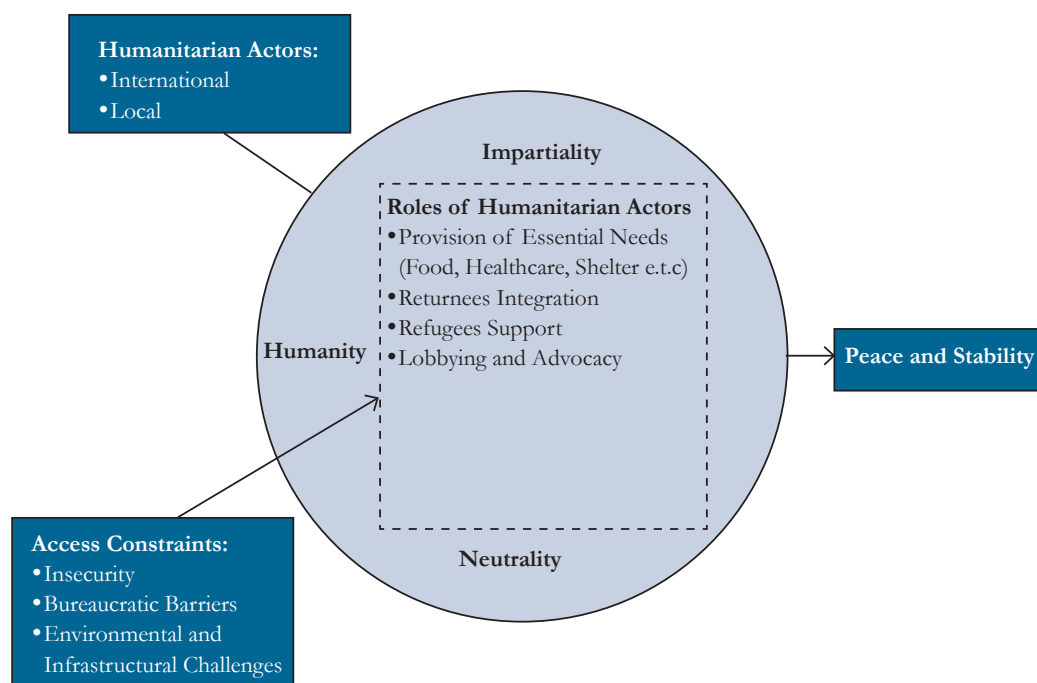 Humanitarian Actors:
•International
•Local
Impartiality
Roles of Humanitarian Actors
•Provision of Essential Needs
(Food, Healthcare, Shelter e.t.c)
•Returnees Integration
•Refugees Support
•Lobbying and Advocacy
Humanity
Peace and Stability
Neutrality
Access Constraints:
•Insecurity
•Bureaucratic Barriers
•Environmental and
Infrastructural Challenges